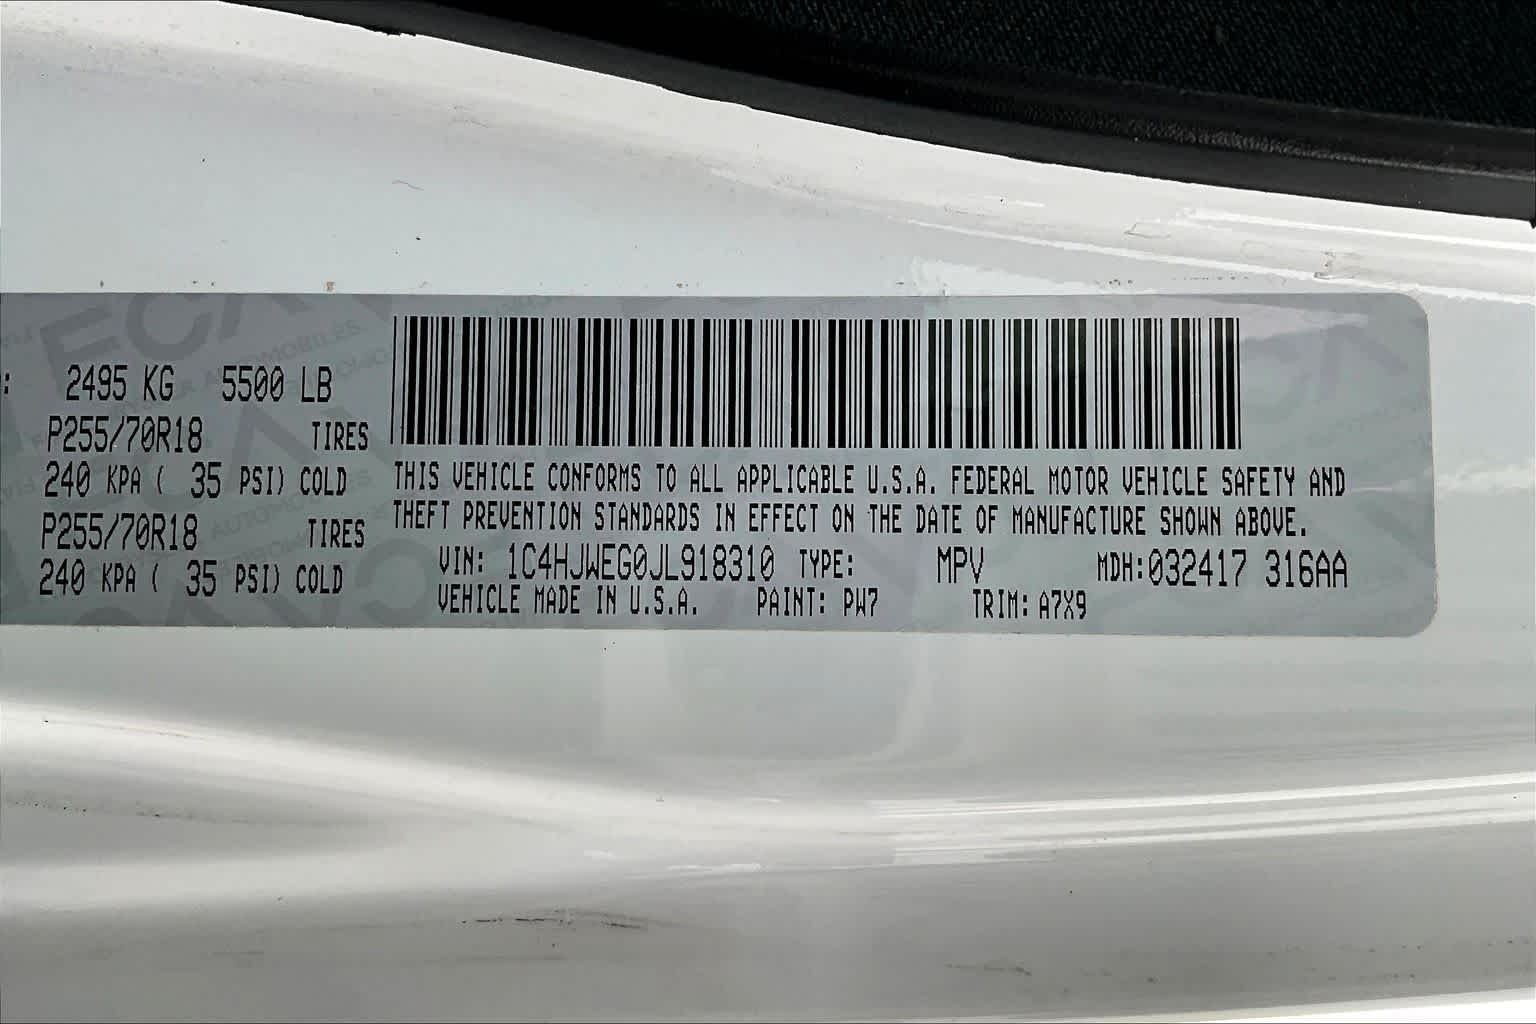 : 2495 KG 5500 LB
P255/70R18 TIRES
240 KPA ( 35 PSI) COLD
P255/70R18 TIRES
240 KPA ( 35 PSI) COLD
THIS VEHICLE CONFORMS TO ALL APPLICABLE U.S.A. FEDERAL MOTOR VEHICLE SAFETY AND
THEFT PREVENTION STANDARDS IN EFFECT ON THE DATE OF MANUFACTURE SHOWN ABOVE.
VIN: 1C4HJWEG0JL918310 TYPE: MPV MDH:032417 316AA
VEHICLE MADE IN U.S.A. PAINT: PW7 TRIM: A7X9